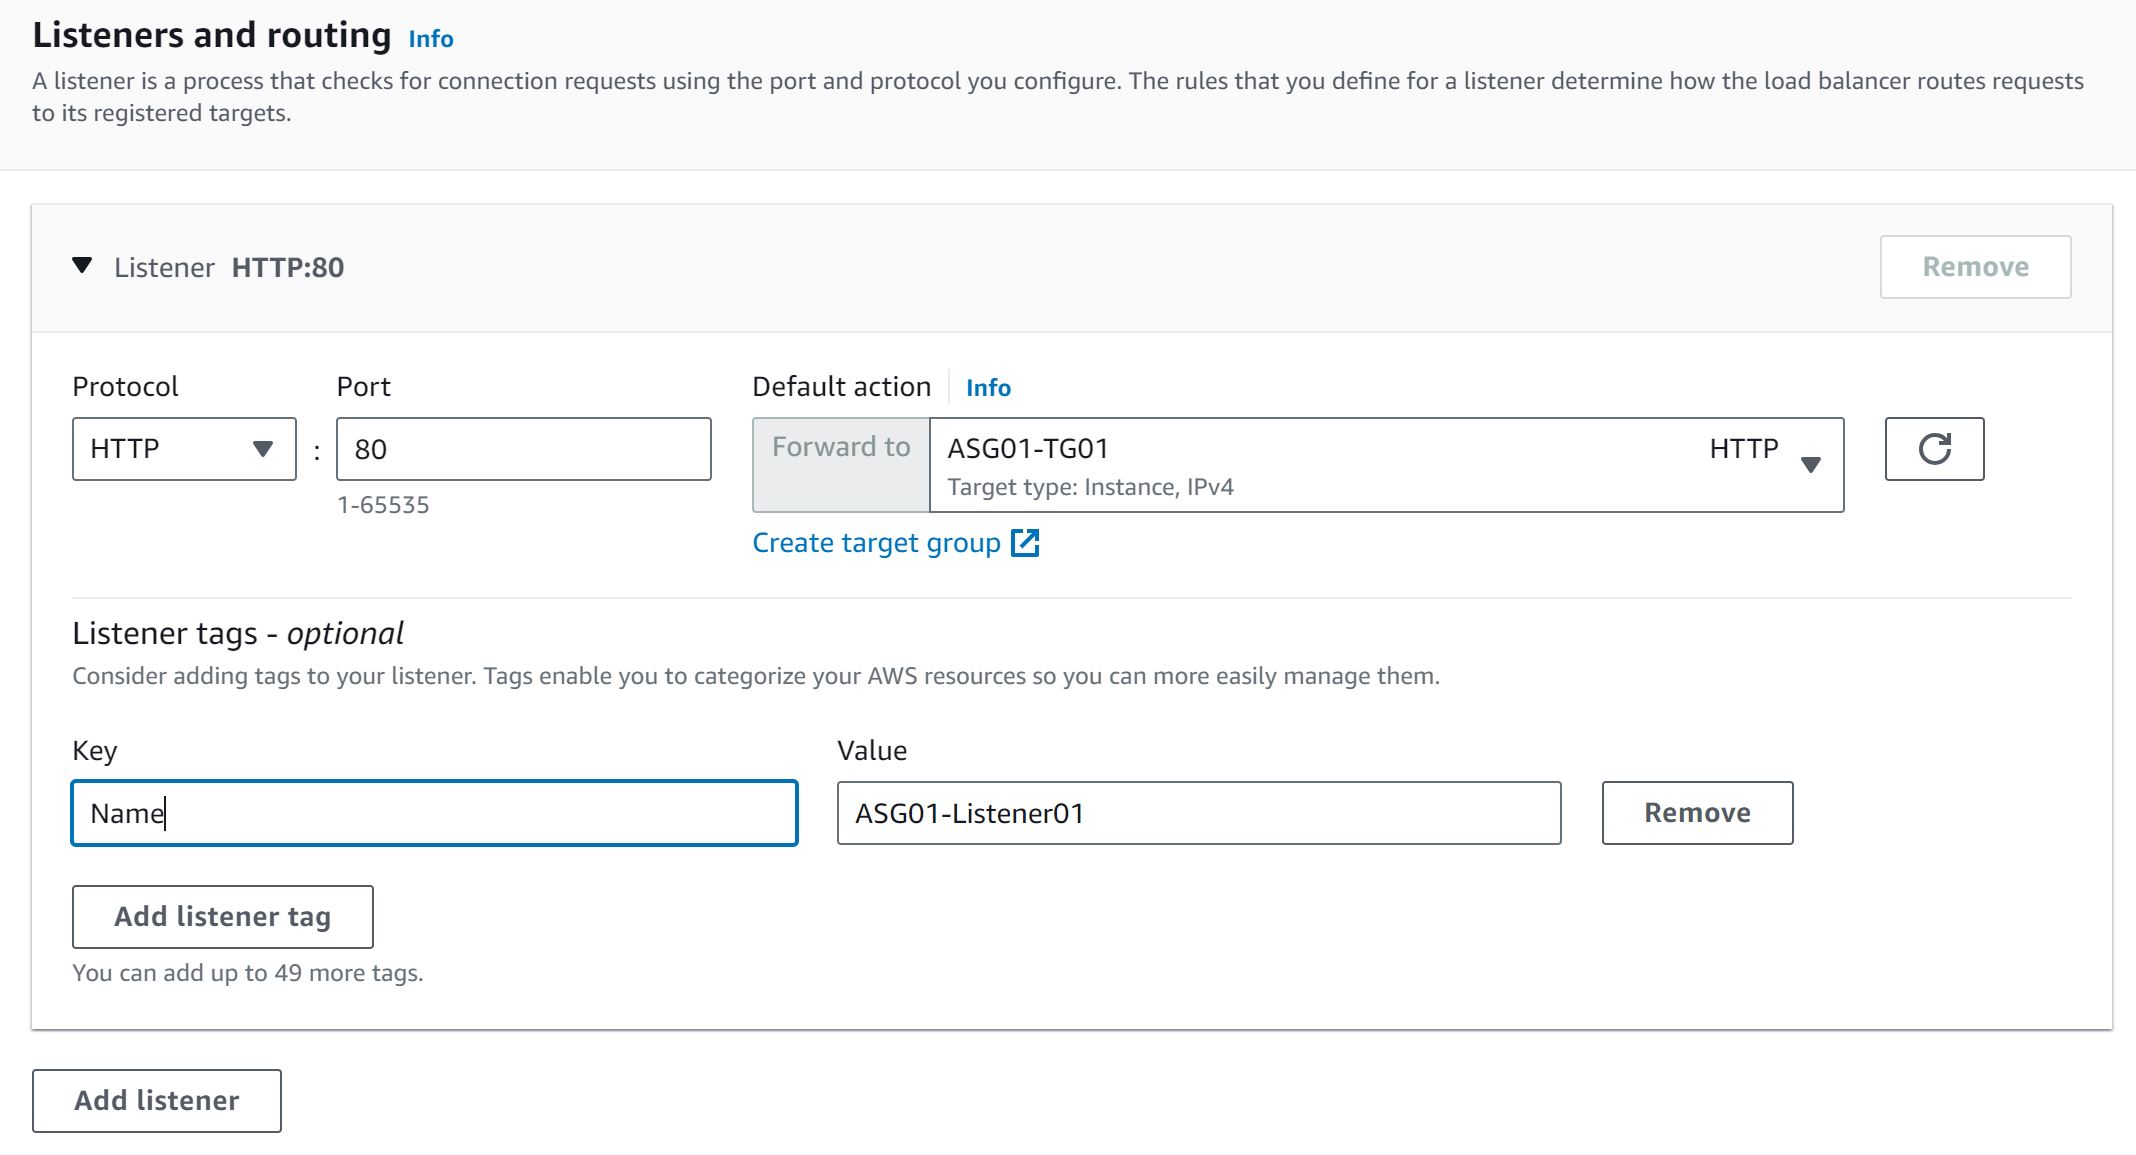 Listeners and routing Info
A listener is a process that checks for connection requests using the port and protocol you configure. The rules that you define for a listener determine how the load balancer routes requests
to its registered targets.
Listener HTTP:80
Remove
Protocol
Port
Default action
Info
HTTP
:
80
Forward to
ASG01-TG01
HTTP
Target type: Instance, IPv4
1-65535
Create target group
Listener tags - optional
Consider adding tags to your listener. Tags enable you to categorize your AWS resources so you can more easily manage them.
Key
Value
Name
ASG01-Listener01
Remove
Add listener tag
You can add up to 49 more tags.
Add listener